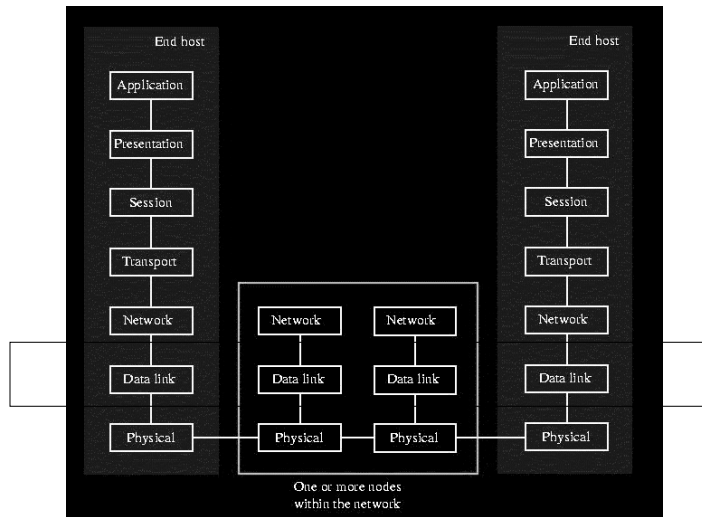 End host
End host
Application
Application
Presentation
Presentation
Session
Session
Transport
Transport
Network
Network
Network
Network
Data link
Data link
Data link
Data link
Physical
Physical
Physical
Physical
One or more nodes
within the network